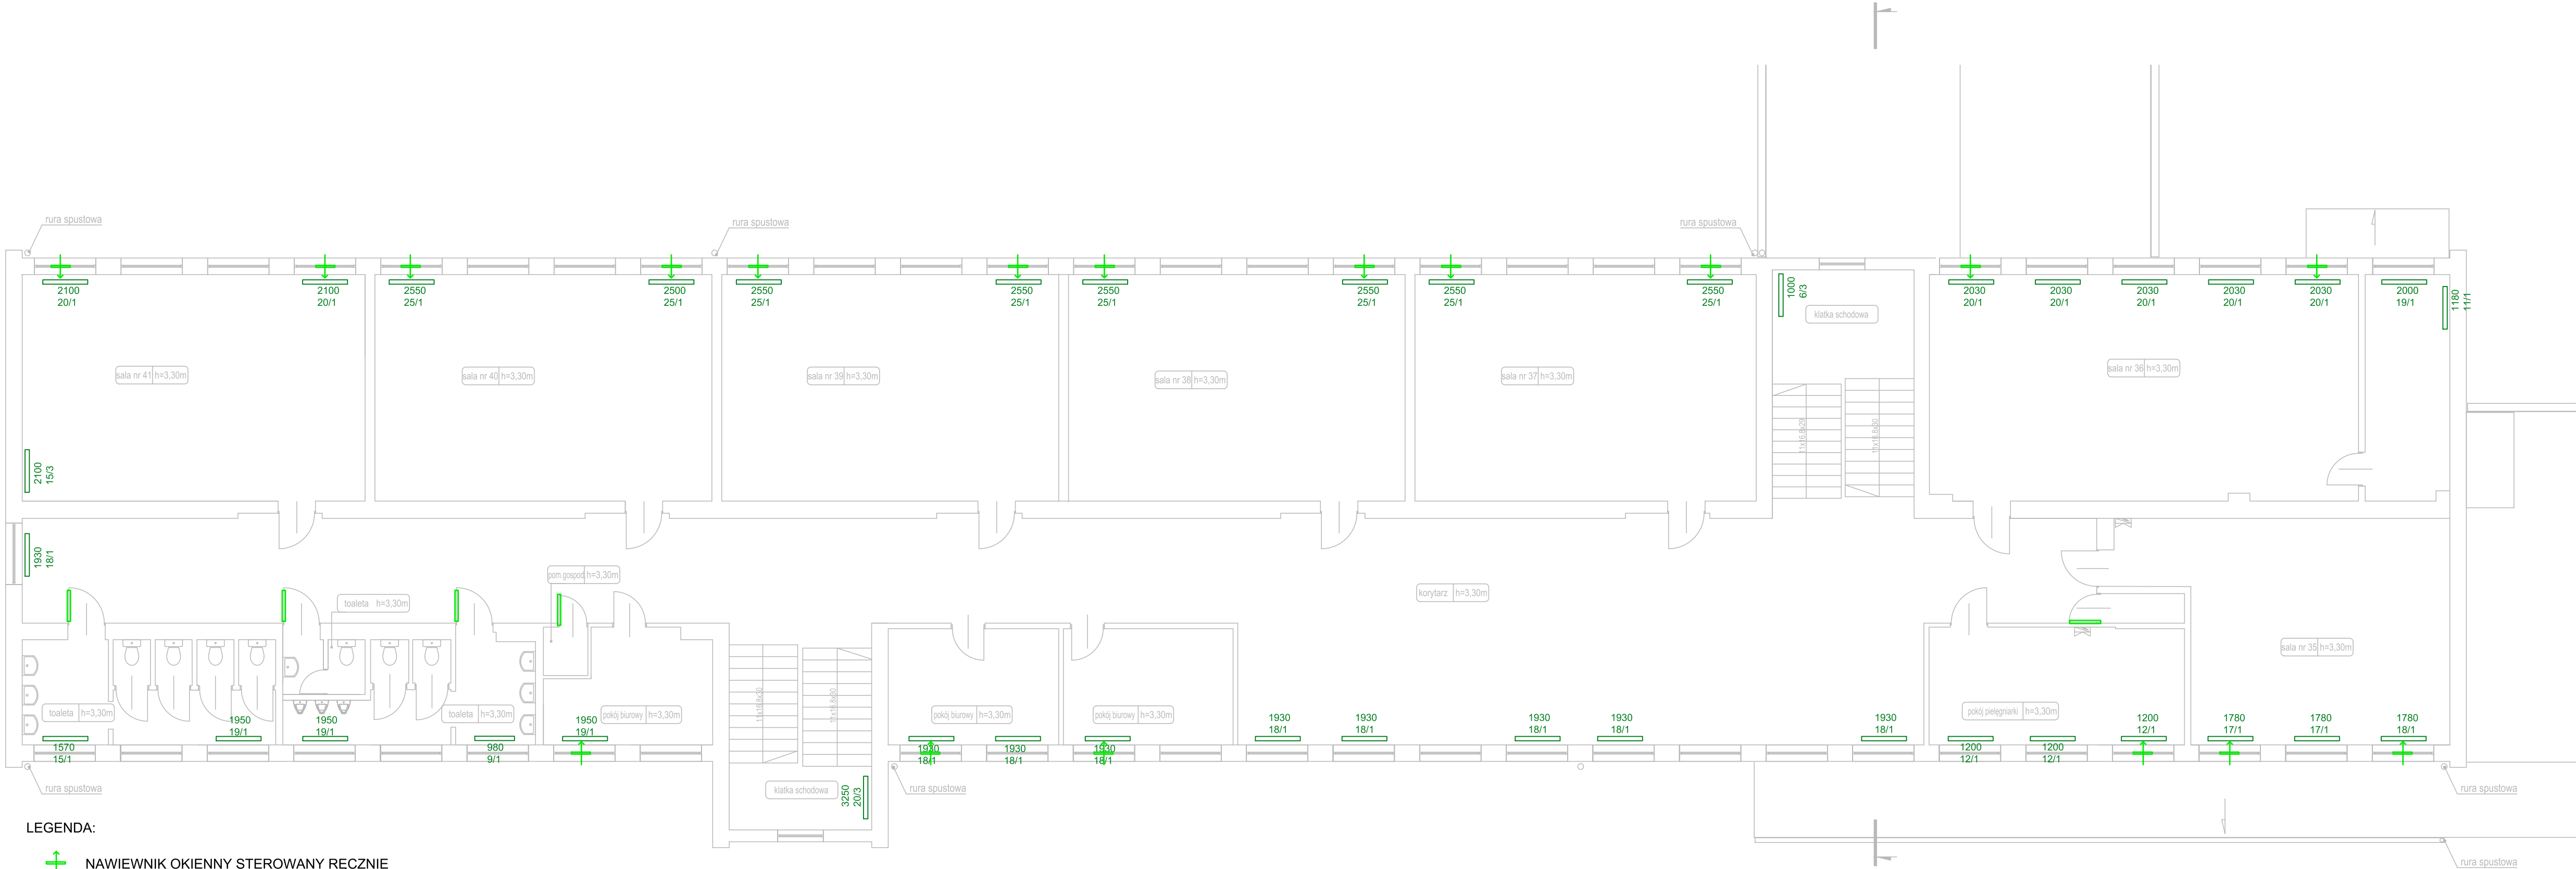 rura spustowa
rura spustowa
rura spustowa
2100
20/1
2100
20/1
2550
25/1
2500
25/1
2550
25/1
2550
25/1
2550
25/1
2550
25/1
2550
25/1
2550
25/1
1000
6/3
klatka schodowa
2030
20/1
2030
20/1
2030
20/1
2030
20/1
2030
20/1
2000
19/1
1180
11/1
sala nr 41 h=3,30m
sala nr 40 h=3,30m
sala nr 39 h=3,30m
sala nr 38 h=3,30m
sala nr 37 h=3,30m
sala nr 36 h=3,30m
11x16,8x29
11x16,8x30
2100
15/3
1930
18/1
pom.gospod. h=3,30m
toaleta h=3,30m
korytarz h=3,30m
sala nr 35 h=3,30m
toaleta h=3,30m
toaleta h=3,30m
pokój biurowy h=3,30m
11x16,8x30
11x16,8x30
pokój biurowy h=3,30m
pokój biurowy h=3,30m
pokój pielęgniarki h=3,30m
1570
15/1
1950
19/1
1950
19/1
980
9/1
1950
19/1
1930
18/1
1930
18/1
1930
18/1
1930
18/1
1930
18/1
1930
18/1
1930
18/1
1930
18/1
1200
12/1
1200
12/1
1200
12/1
1780
17/1
1780
17/1
1780
18/1
rura spustowa
klatka schodowa
3250
20/3
rura spustowa
rura spustowa
LEGENDA:
NAWIEWNIK OKIENNY STEROWANY RECZNIE
rura spustowa